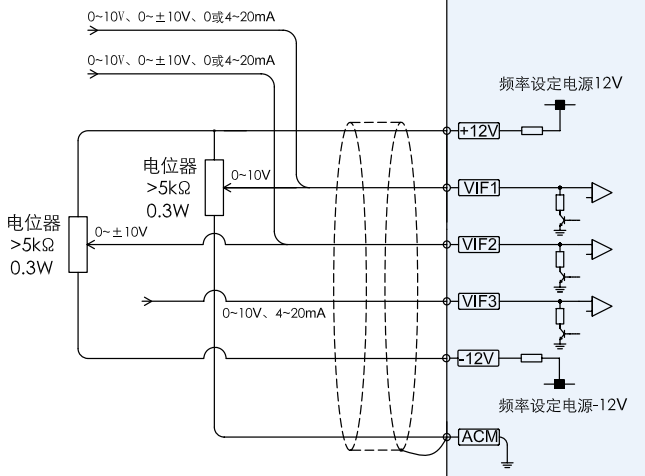 0~10V、0~±10V、0或4~20mA
0~10V、0~±10V、0或4~20mA
频率设定电源12V
+12V
电位器
>5kΩ
0.3W
0~10V
VIF1
电位器
>5kΩ
0.3W
0~±10V
VIF2
VIF3
0~10V、4~20mA
-12V
频率设定电源-12V
ACM